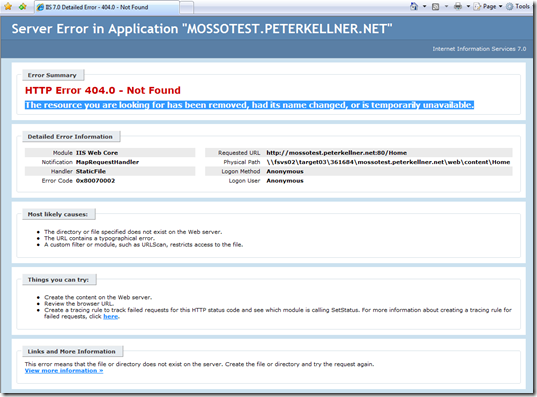 IIS 7.0 Detailed Error - 404.0 - Not Found
Page
Tools
Server Error in Application "MOSSOTEST.PETERKELLNER.NET"
Internet Information Services 7.0
Error Summary
HTTP Error 404.0 - Not Found
The resource you are looking for has been removed, had its name changed, or is temporarily unavailable.
Detailed Error Information
Module IIS Web Core
Notification MapRequestHandler
Handler StaticFile
Error Code 0x80070002
Requested URL http://mossotest.peterkellner.net:80/Home
Physical Path \\fsvs02\target03\361684\mossotest.peterkellner.net\web\content\Home
Logon Method Anonymous
Logon User Anonymous
Most likely causes:
The directory or file specified does not exist on the Web server.
The URL contains a typographical error.
A custom filter or module, such as URLScan, restricts access to the file.
Things you can try:
Create the content on the Web server.
Review the browser URL.
Create a tracing rule to track failed requests for this HTTP status code and see which module is calling SetStatus. For more information about creating a tracing rule for
failed requests, click here.
Links and More Information
This error means that the file or directory does not exist on the server. Create the file or directory and try the request again.
View more information »